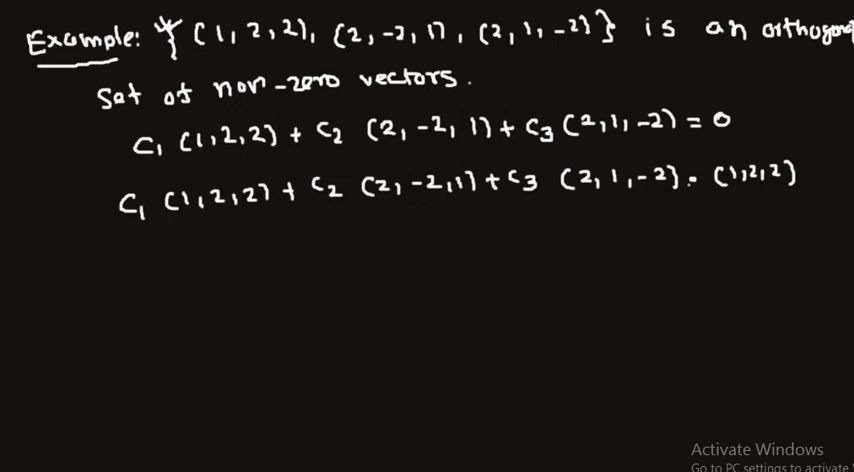 Example: { (1, 2, 2), (2, -2, 1), (2, 1, -2) } is an orthogon
Set of non-zero vectors.
C₁ (1, 2, 2) + C₂ (2, -2, 1) + C₃ (2, 1, -2) = 0
C₁ (1, 2, 2) + C₂ (2, -2, 1) + C₃ (2, 1, -2) . (1, 2, 2)
Activate Windows
Go to PC settings to activate